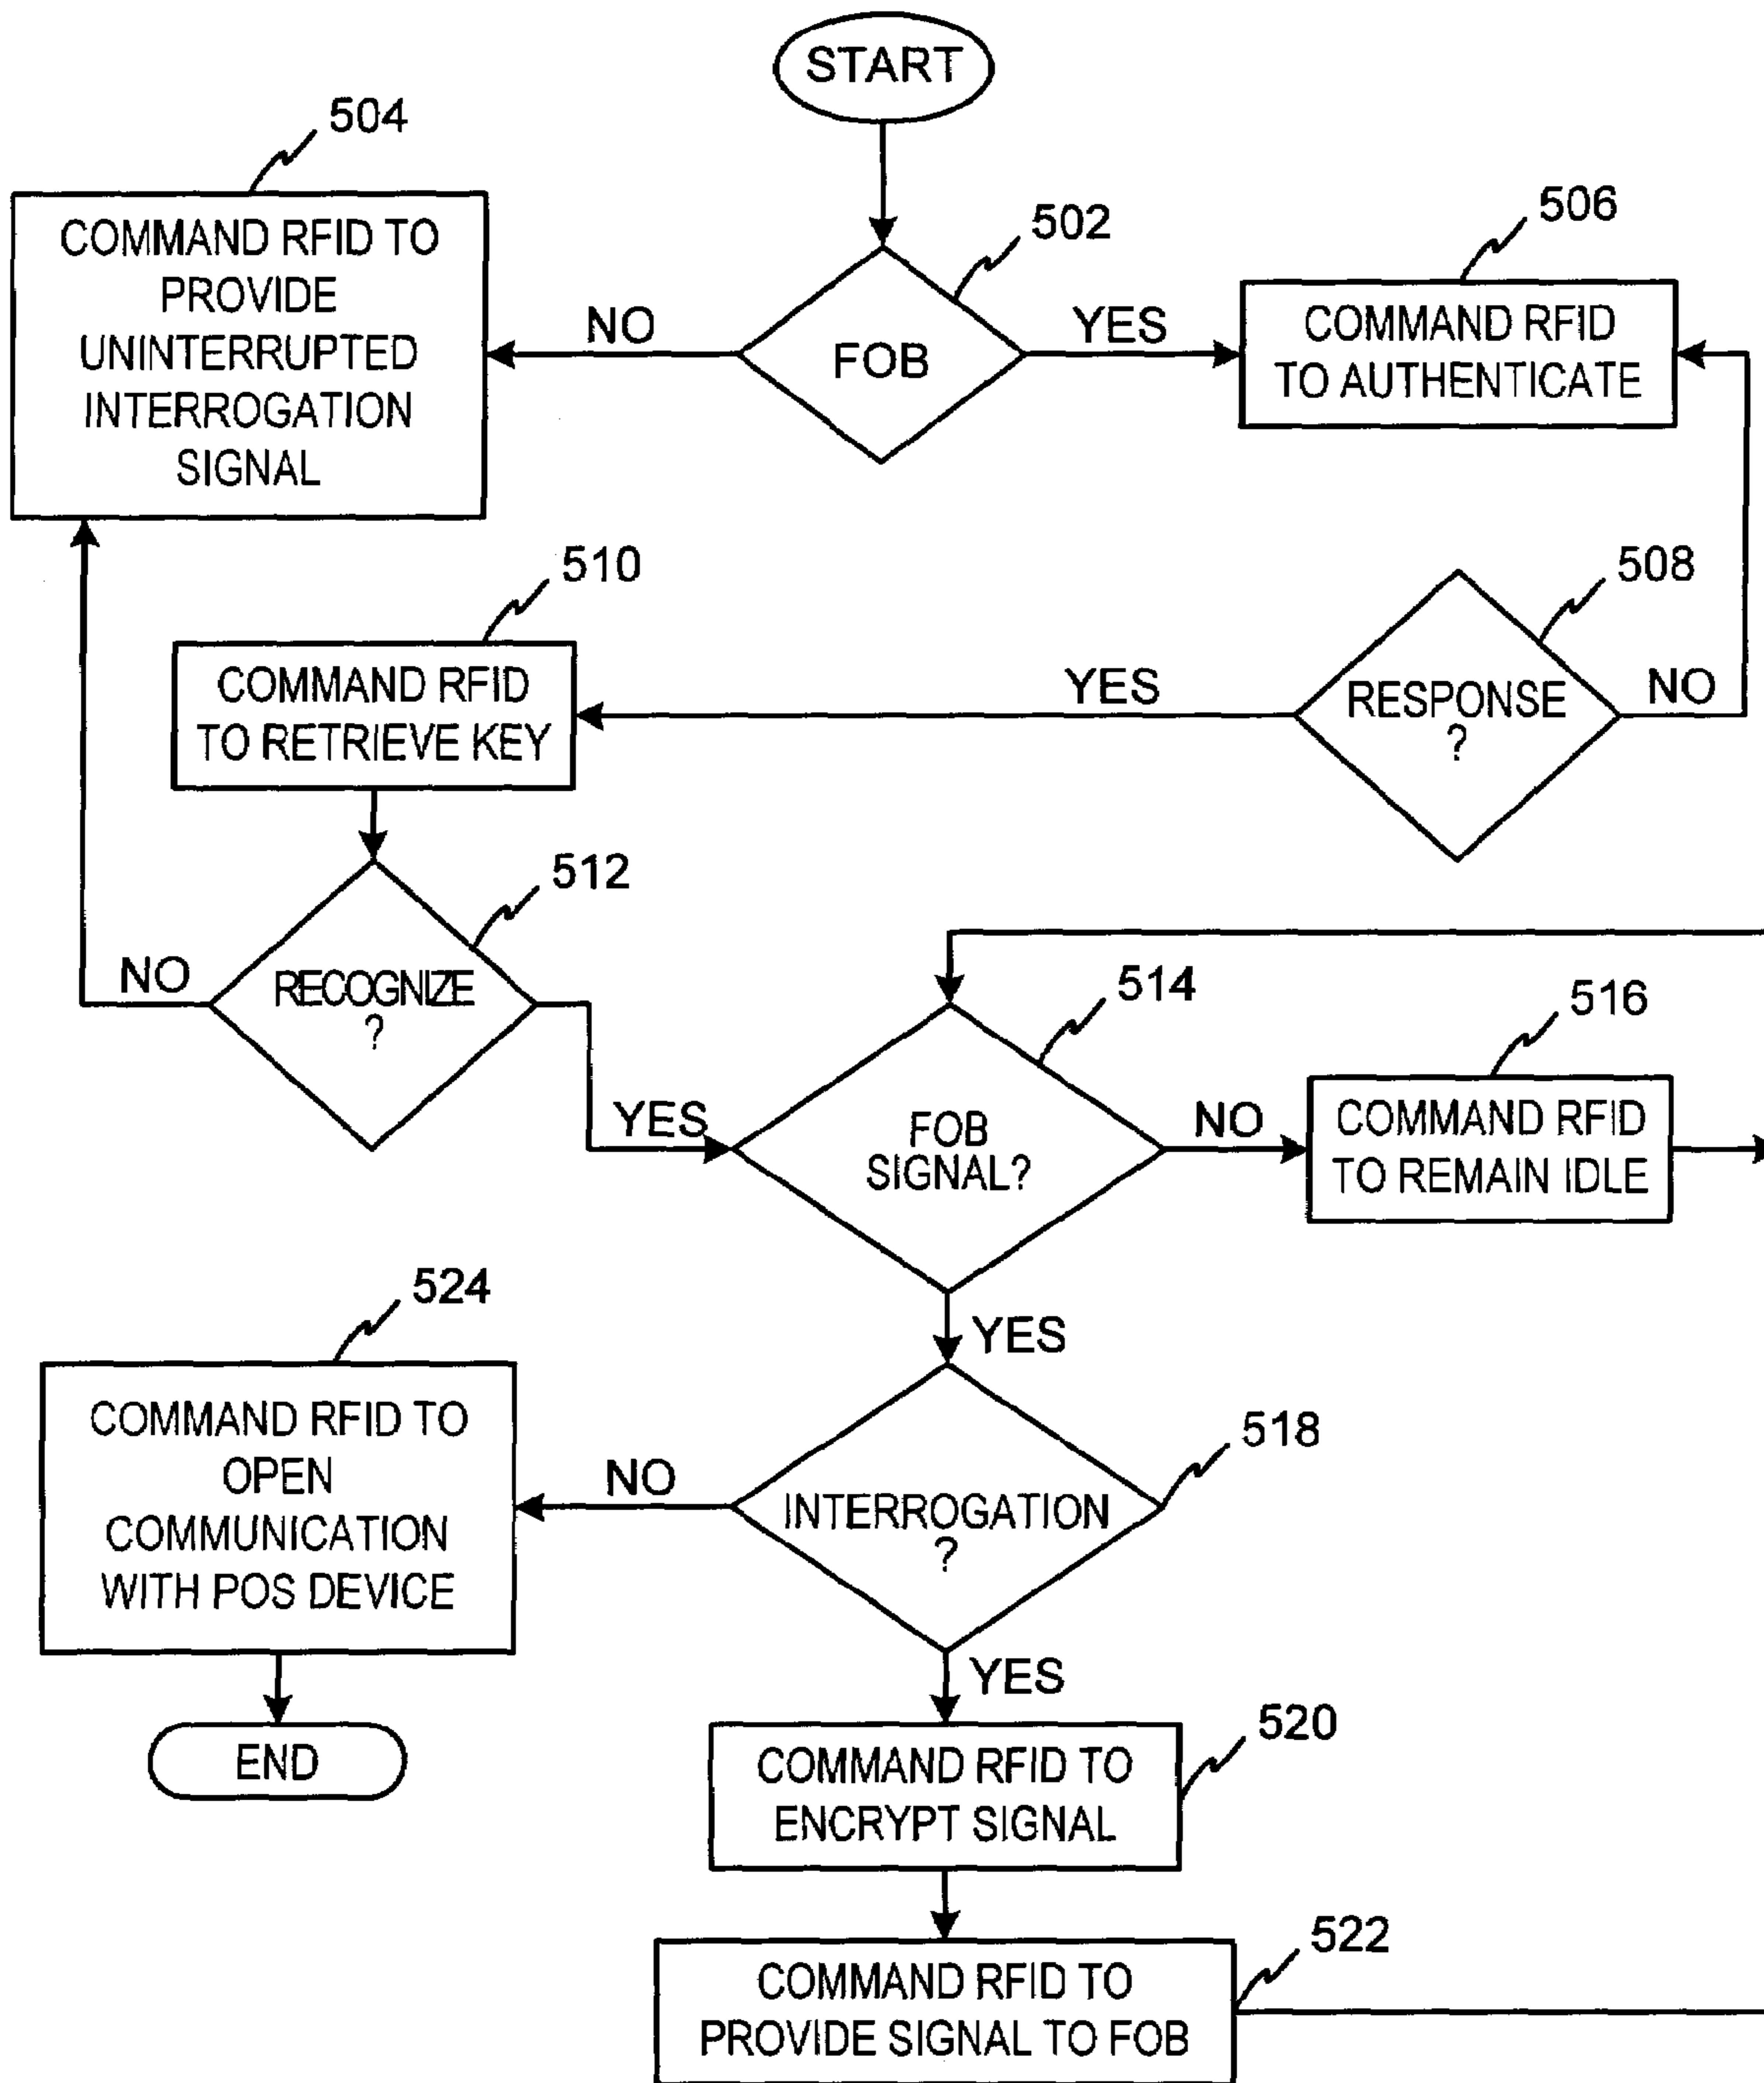 START
504
COMMAND RFID TO
PROVIDE
UNINTERRUPTED
INTERROGATION
SIGNAL
502
FOB
NO
YES
506
COMMAND RFID
TO AUTHENTICATE
508
RESPONSE
?
NO
YES
510
COMMAND RFID
TO RETRIEVE KEY
512
RECOGNIZE
?
NO
YES
514
FOB
SIGNAL?
NO
516
COMMAND RFID
TO REMAIN IDLE
YES
518
INTERROGATION
?
NO
524
COMMAND RFID TO
OPEN
COMMUNICATION
WITH POS DEVICE
END
YES
520
COMMAND RFID TO
ENCRYPT SIGNAL
522
COMMAND RFID TO
PROVIDE SIGNAL TO FOB